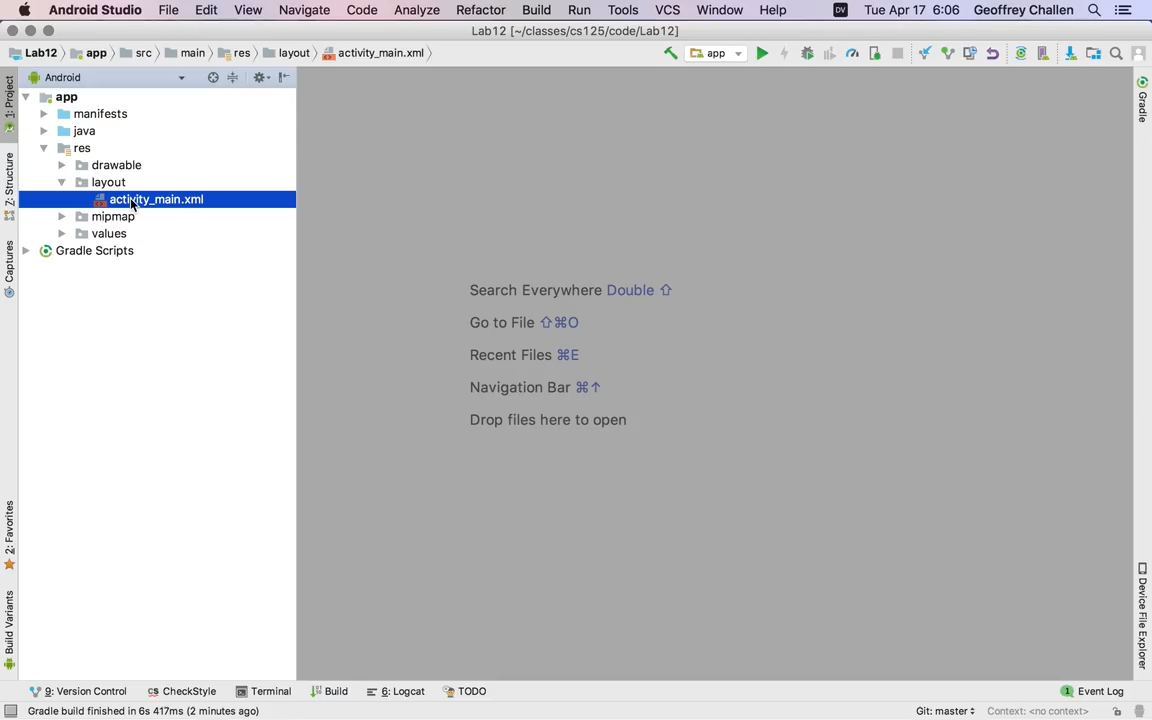 Android Studio File Edit View Navigate Code Analyze Refactor Build Run Tools VCS Window Help DV Tue Apr 17 6:06 Geoffrey Challen
Lab12 [~/classes/cs125/code/Lab12]
Lab12 app src main res layout activity_main.xml app
1: Project
Z: Structure
Captures
2: Favorites
Build Variants
Android
app
manifests
java
res
drawable
layout
activity_main.xml
mipmap
values
Gradle Scripts
Search Everywhere Double ⇧
Go to File ⇧⌘O
Recent Files ⌘E
Navigation Bar ⌘↑
Drop files here to open
Gradle
Device File Explorer
9: Version Control CS CheckStyle Terminal Build 6: Logcat TODO 1 Event Log
Gradle build finished in 6s 417ms (2 minutes ago) Git: master Context: <no context>